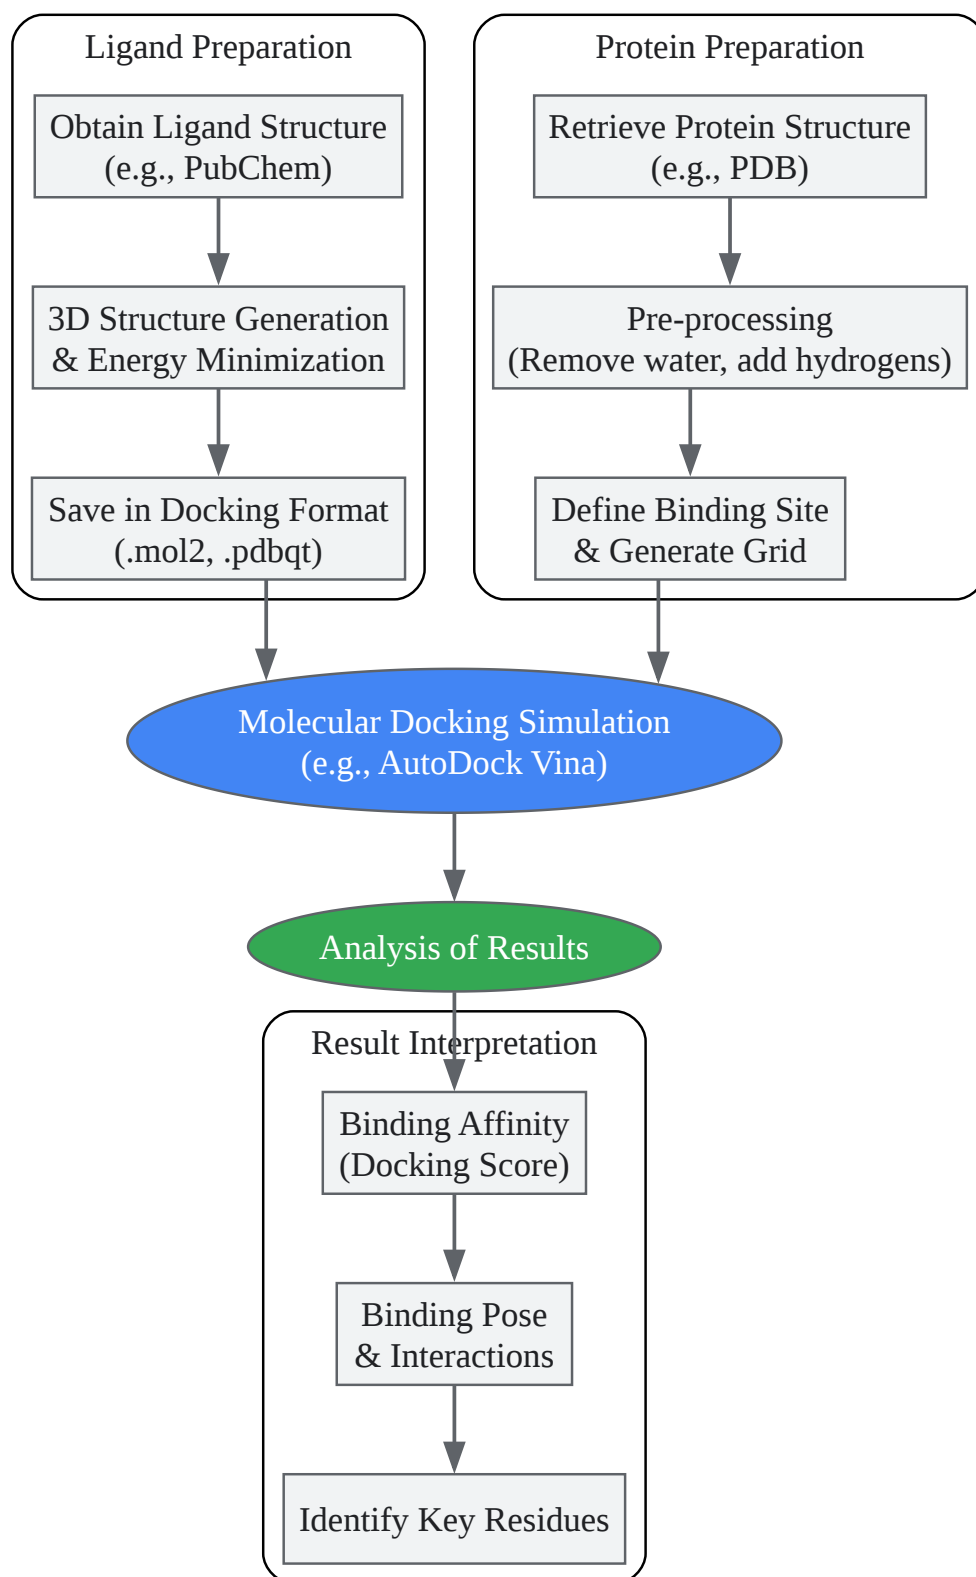 Ligand Preparation
Obtain Ligand Structure
(e.g., PubChem)
3D Structure Generation
& Energy Minimization
Save in Docking Format
(.mol2, .pdbqt)
Protein Preparation
Retrieve Protein Structure
(e.g., PDB)
Pre-processing
(Remove water, add hydrogens)
Define Binding Site
& Generate Grid
Molecular Docking Simulation
(e.g., AutoDock Vina)
Analysis of Results
Result Interpretation
Binding Affinity
(Docking Score)
Binding Pose
& Interactions
Identify Key Residues